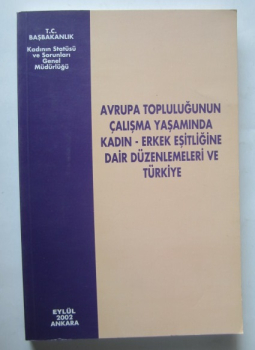 T.C.
BAŞBAKANLIK
Kadının Statüsü
ve Sorunları
Genel
Müdürlüğü
AVRUPA TOPLULUĞUNUN
ÇALIŞMA YAŞAMINDA
KADIN - ERKEK EŞİTLİĞİNE
DAİR DÜZENLEMELERİ VE
TÜRKİYE
EYLÜL
2002
ANKARA